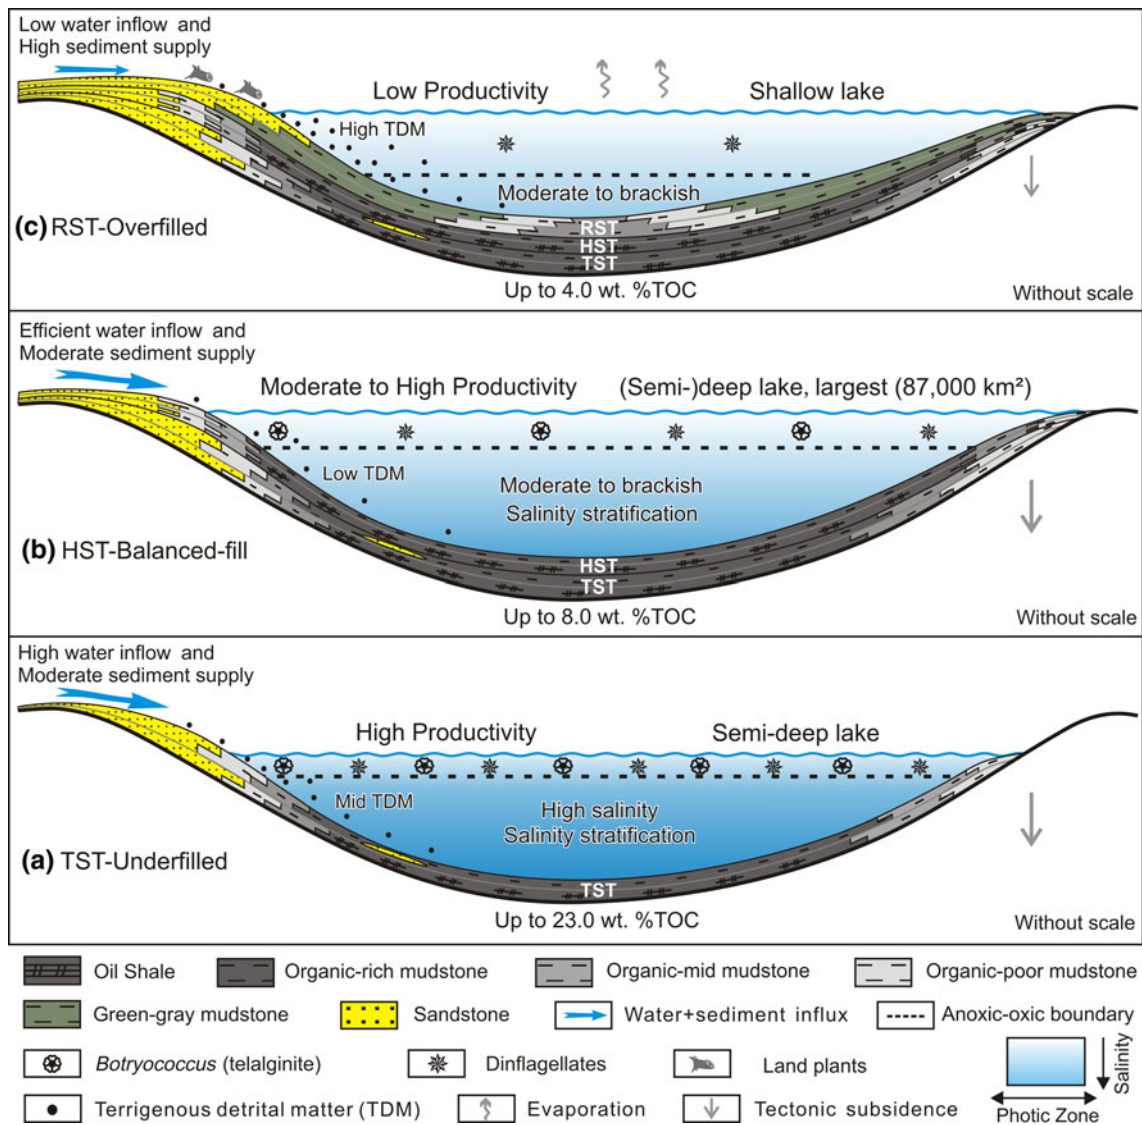 Low water inflow and
High sediment supply
Low Productivity
Shallow lake
High TDM
Moderate to brackish
(c) RST-Overfilled
RST
HST
TST
Up to 4.0 wt. %TOC
Without scale
Efficient water inflow and
Moderate sediment supply
Moderate to High Productivity
(Semi-)deep lake, largest (87,000 km²)
Low TDM
Moderate to brackish
Salinity stratification
(b) HST-Balanced-fill
HST
TST
Up to 8.0 wt. %TOC
Without scale
High water inflow and
Moderate sediment supply
High Productivity
Semi-deep lake
Mid TDM
High salinity
Salinity stratification
(a) TST-Underfilled
TST
Up to 23.0 wt. %TOC
Without scale
Oil Shale
Organic-rich mudstone
Organic-mid mudstone
Organic-poor mudstone
Green-gray mudstone
Sandstone
Water+sediment influx
Anoxic-oxic boundary
Botryococcus (telalginite)
Dinflagellates
Land plants
Salinity
Terrigenous detrital matter (TDM)
Evaporation
Tectonic subsidence
Photic Zone